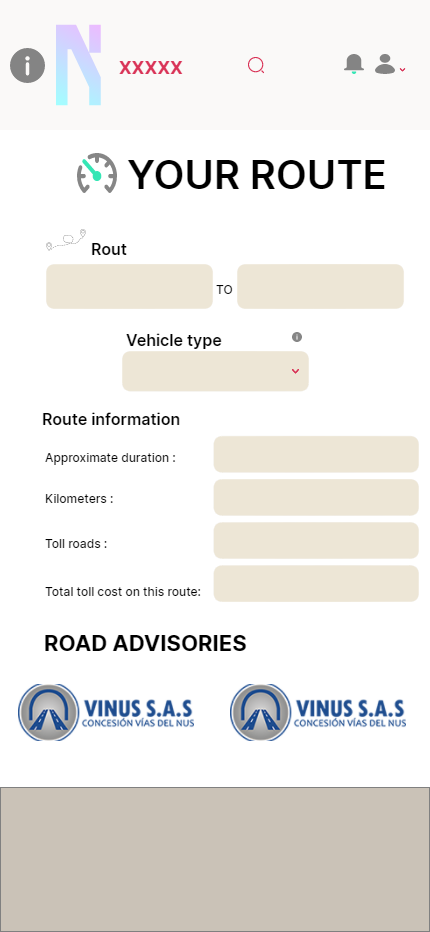 N XXXXX
YOUR ROUTE
Rout
TO
Vehicle type
Route information
Approximate duration :
Kilometers :
Toll roads :
Total toll cost on this route:
ROAD ADVISORIES
VINUS S.A.S
CONCESIÓN VÍAS DEL NUS
VINUS S.A.S
CONCESIÓN VÍAS DEL NUS